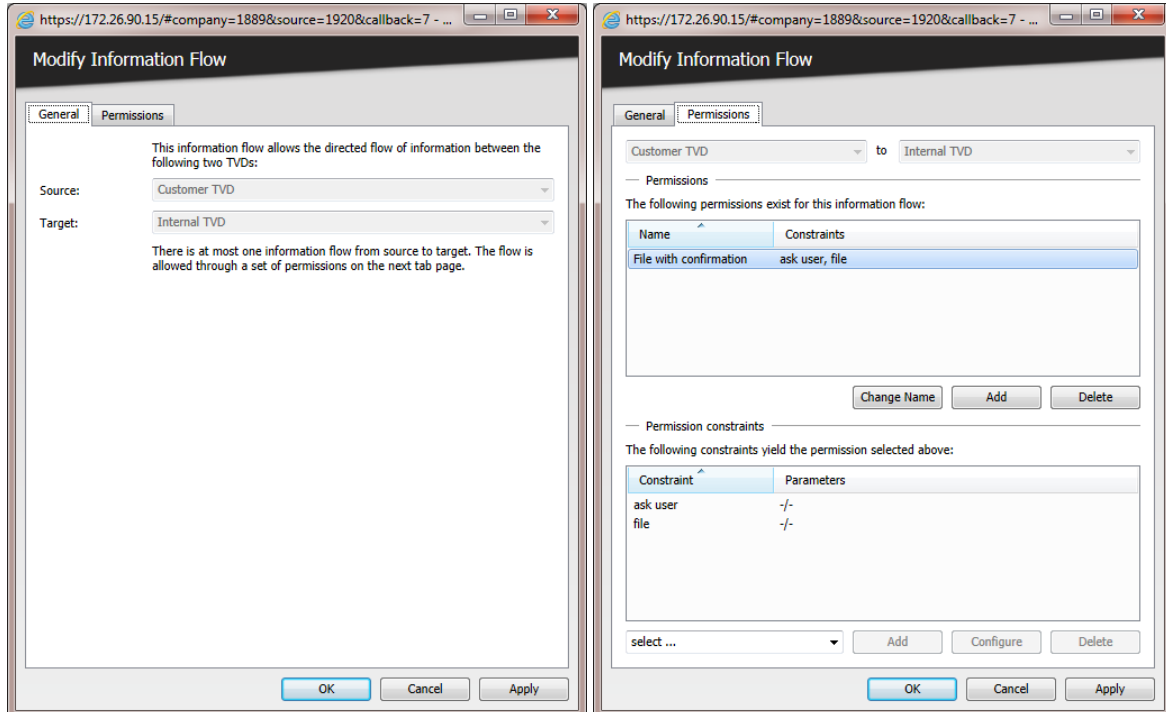 https://172.26.90.15/#company=1889&source=1920&callback=7 - ...
Modify Information Flow
General
Permissions
This information flow allows the directed flow of information between the
following two TVDs:
Source:
Customer TVD
Target:
Internal TVD
There is at most one information flow from source to target. The flow is
allowed through a set of permissions on the next tab page.
OK
Cancel
Apply
https://172.26.90.15/#company=1889&source=1920&callback=7 - ...
Modify Information Flow
General
Permissions
Customer TVD
to
Internal TVD
Permissions
The following permissions exist for this information flow:
Name
Constraints
File with confirmation
ask user, file
Change Name
Add
Delete
Permission constraints
The following constraints yield the permission selected above:
Constraint
Parameters
ask user
-/-
file
-/-
select ...
Add
Configure
Delete
OK
Cancel
Apply